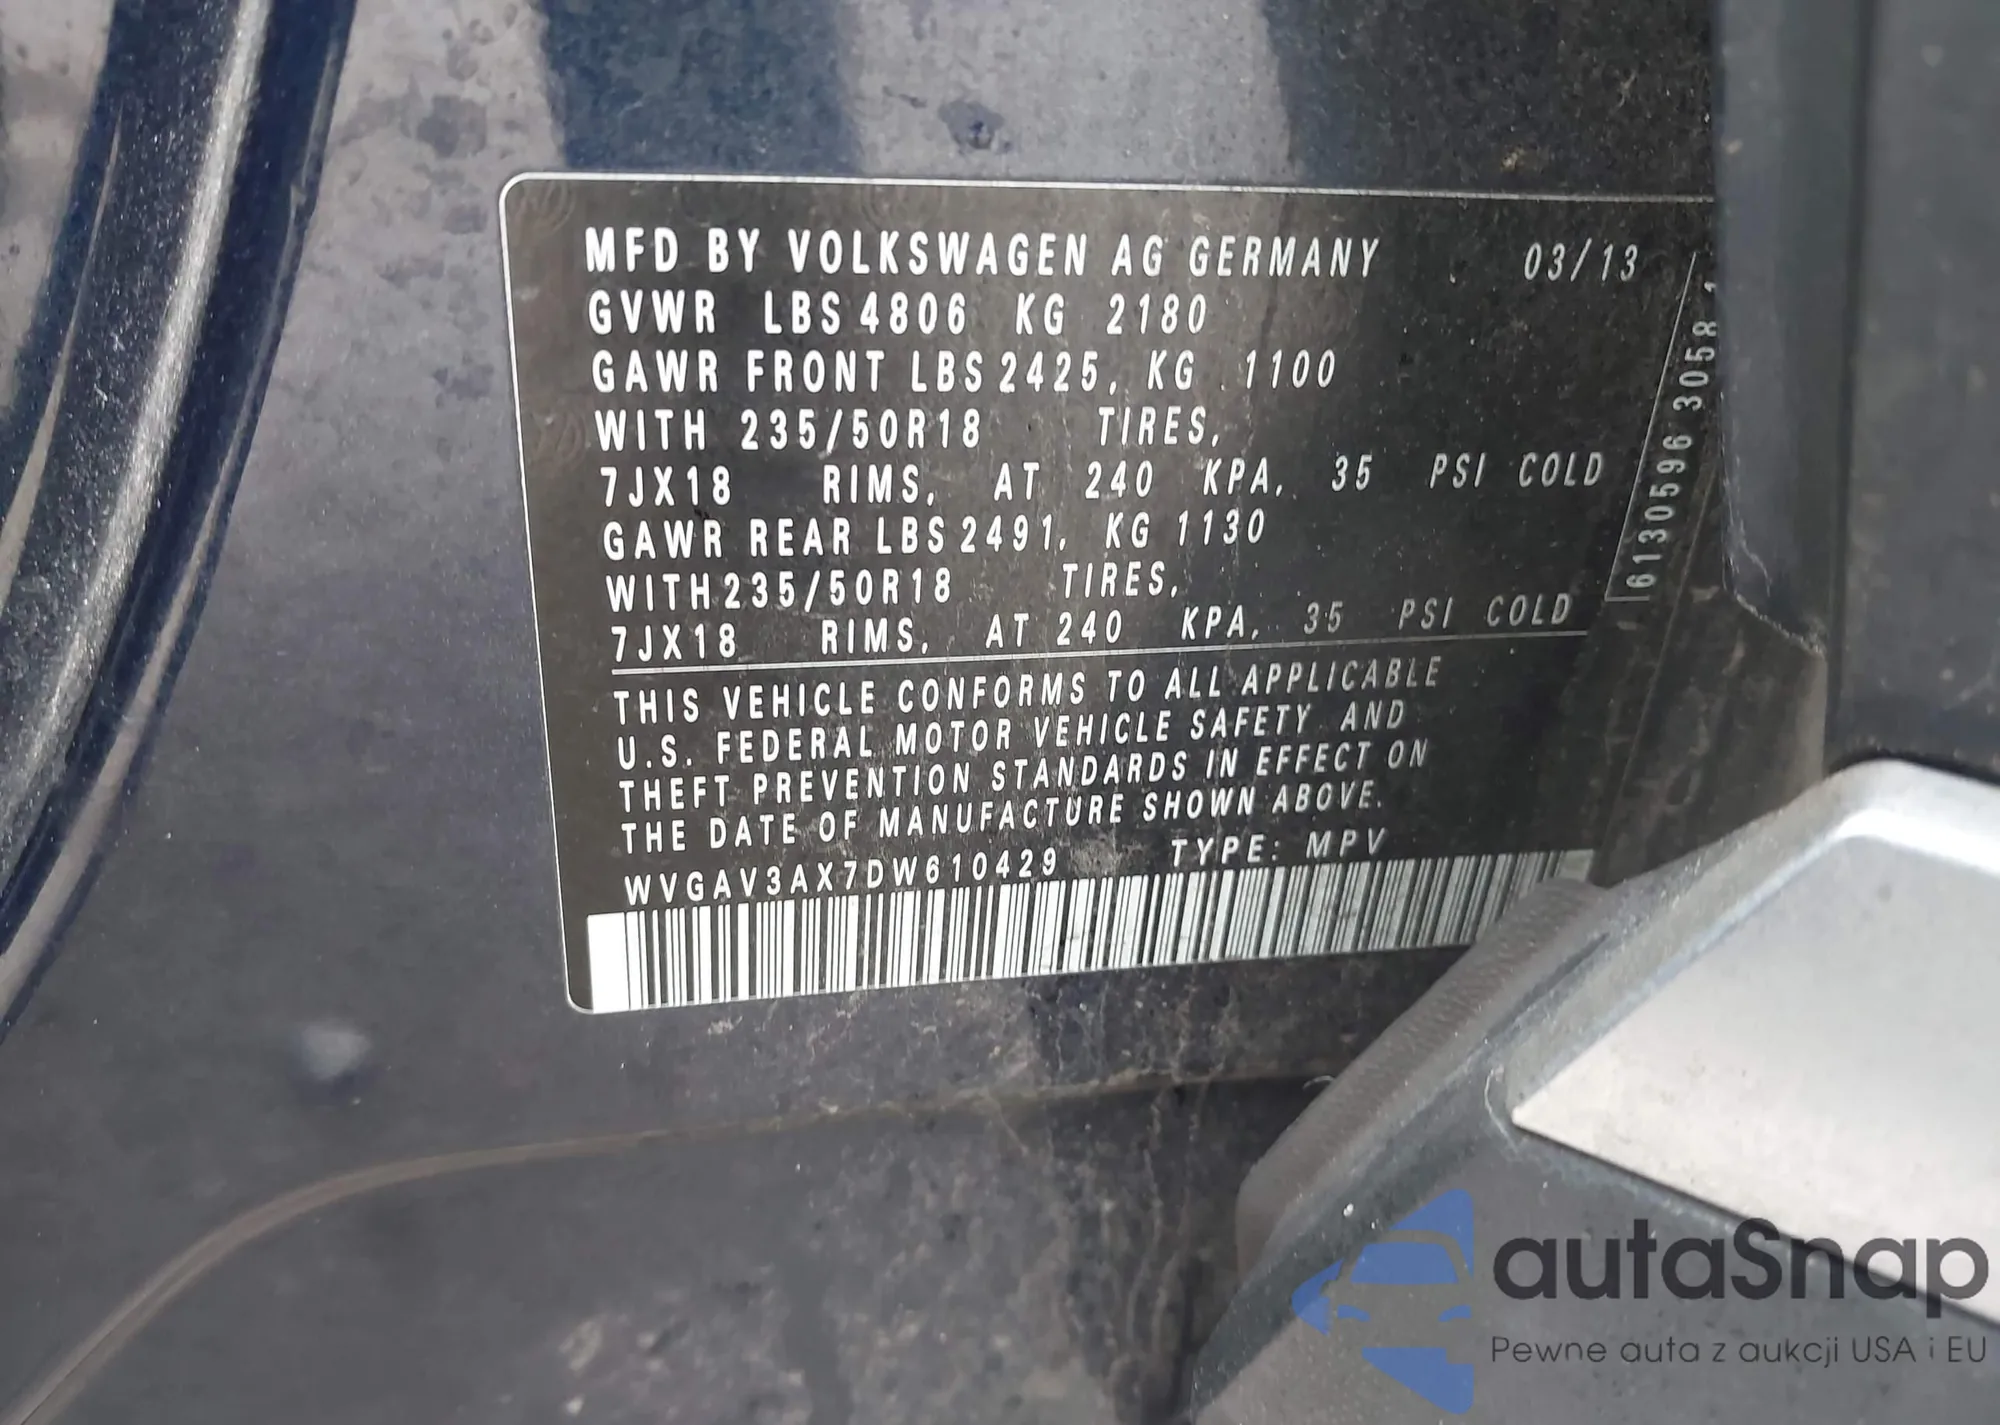 MFD BY VOLKSWAGEN AG GERMANY 03/13
GVWR LBS 4806 KG 2180
GAWR FRONT LBS 2425, KG 1100
WITH 235/50R18 TIRES,
7JX18 RIMS, AT 240 KPA, 35 PSI COLD
GAWR REAR LBS 2491, KG 1130
WITH 235/50R18 TIRES,
7JX18 RIMS, AT 240 KPA, 35 PSI COLD
THIS VEHICLE CONFORMS TO ALL APPLICABLE
U.S. FEDERAL MOTOR VEHICLE SAFETY AND
THEFT PREVENTION STANDARDS IN EFFECT ON
THE DATE OF MANUFACTURE SHOWN ABOVE.
WVGAV3AX7DW610429 TYPE: MPV
6130596 3058
autaSnap
Pewne auta z aukcji USA i EU